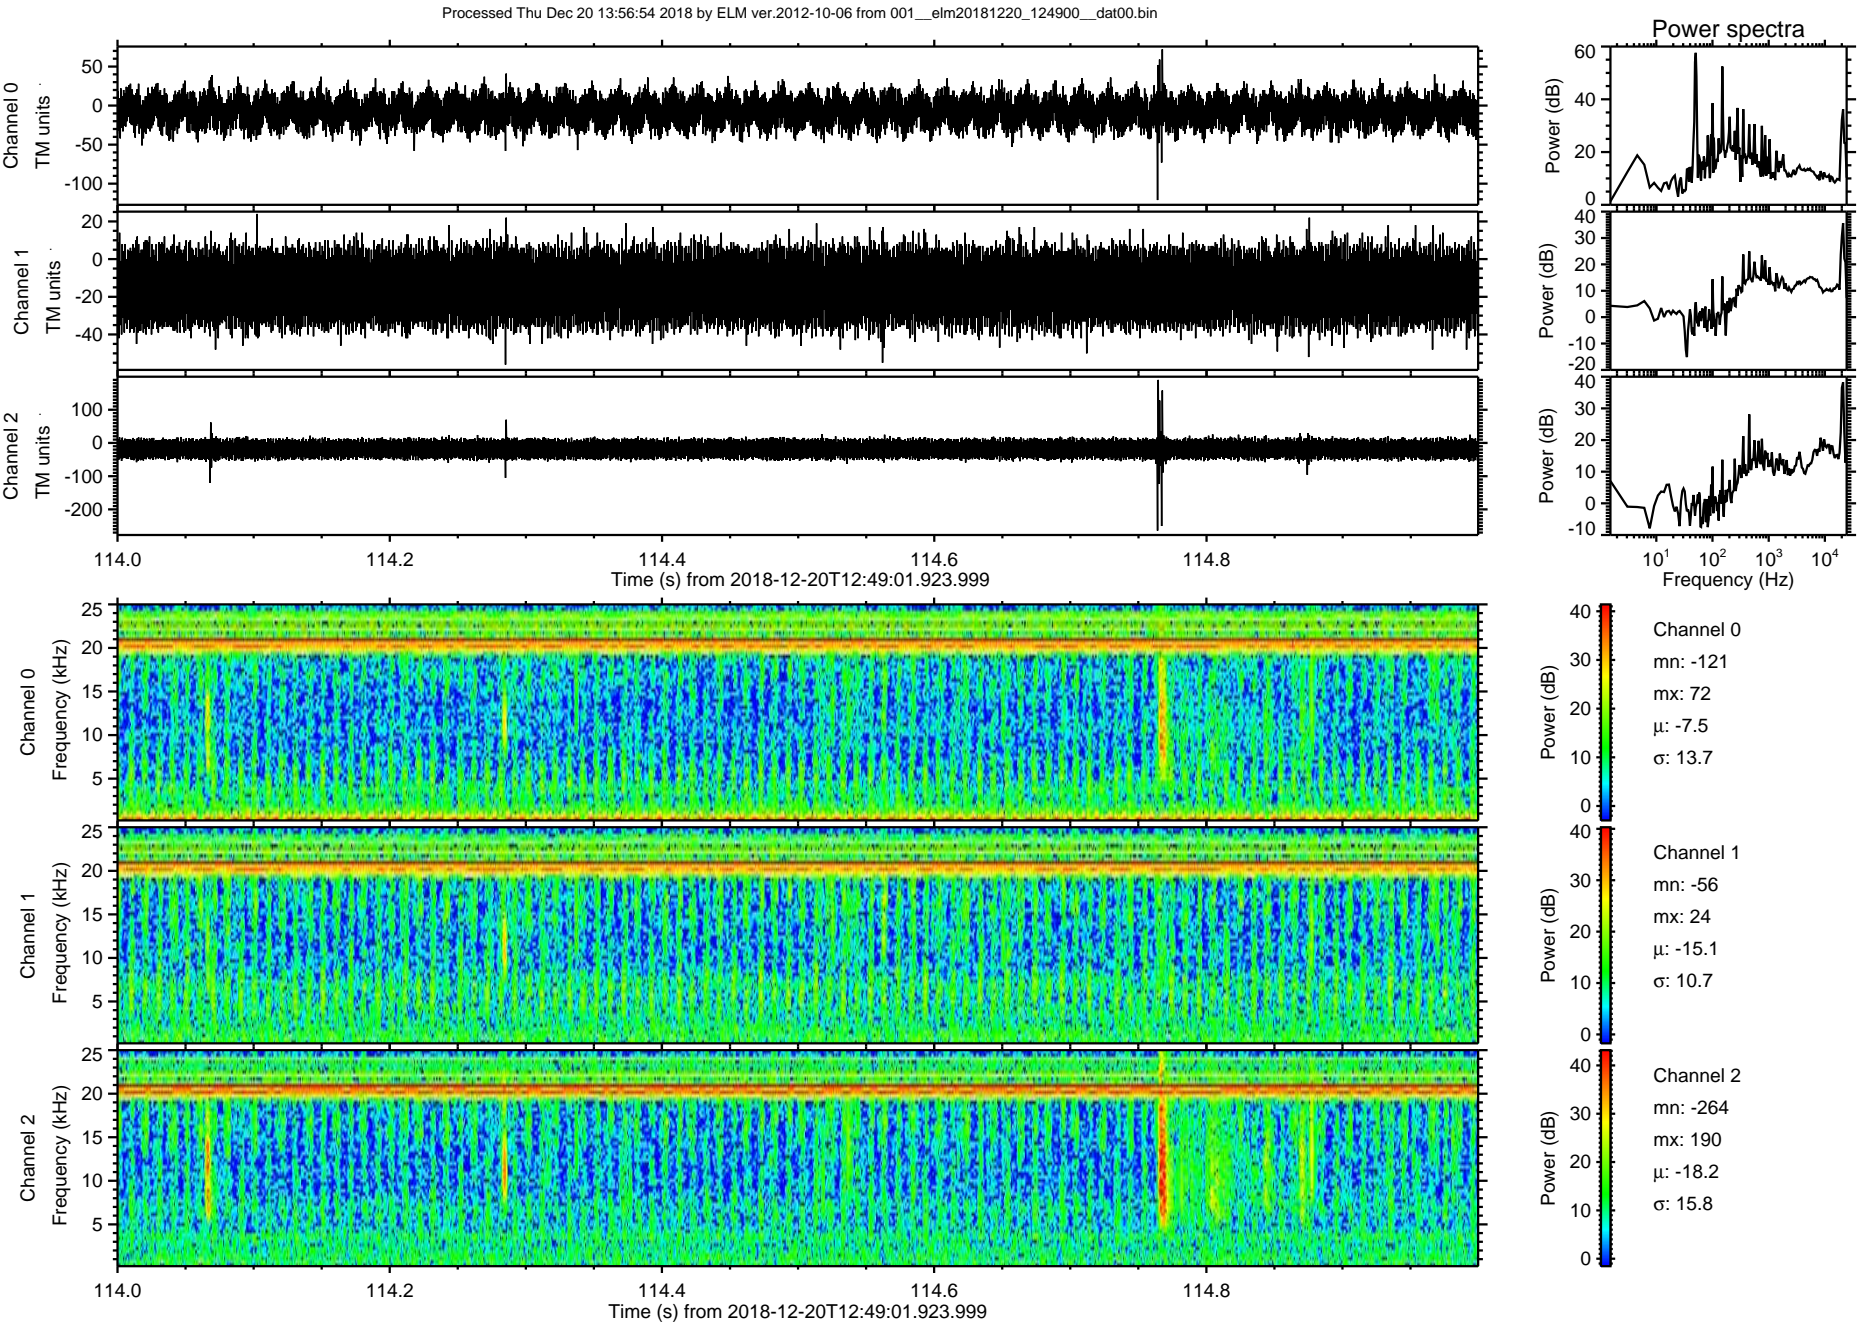 Processed Thu Dec 20 13:56:54 2018 by ELM ver.2012-10-06 from 001__elm20181220_124900__dat00.bin
Power spectra
Channel 0
TM units
50
0
-50
-100
Power (dB)
60
40
20
0
Channel 1
TM units
20
0
-20
-40
Power (dB)
40
30
20
10
0
-10
-20
Channel 2
TM units
100
0
-100
-200
Power (dB)
40
30
20
10
0
-10
114.0 114.2 114.4 114.6 114.8
Time (s) from 2018-12-20T12:49:01.923.999
10¹ 10² 10³ 10⁴
Frequency (Hz)
Channel 0
Frequency (kHz)
25
20
15
10
5
Power (dB)
40
30
20
10
0
Channel 0
mn: -121
mx: 72
μ: -7.5
σ: 13.7
Channel 1
Frequency (kHz)
25
20
15
10
5
Power (dB)
40
30
20
10
0
Channel 1
mn: -56
mx: 24
μ: -15.1
σ: 10.7
Channel 2
Frequency (kHz)
25
20
15
10
5
Power (dB)
40
30
20
10
0
Channel 2
mn: -264
mx: 190
μ: -18.2
σ: 15.8
114.0 114.2 114.4 114.6 114.8
Time (s) from 2018-12-20T12:49:01.923.999